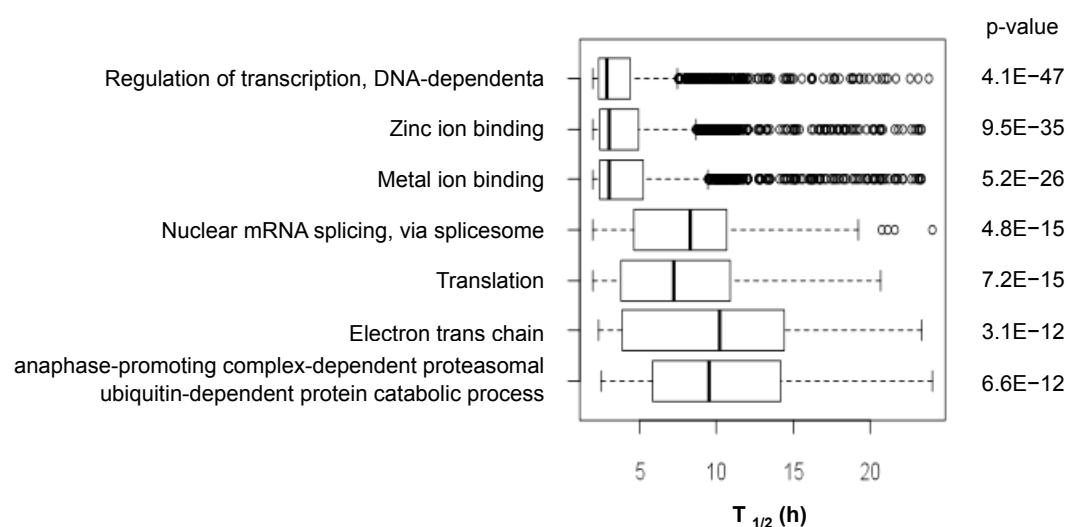 p-value
Regulation of transcription, DNA-dependenta
4.1E−47
Zinc ion binding
9.5E−35
Metal ion binding
5.2E−26
Nuclear mRNA splicing, via splicesome
4.8E−15
Translation
7.2E−15
Electron trans chain
3.1E−12
anaphase-promoting complex-dependent proteasomal
ubiquitin-dependent protein catabolic process
6.6E−12
5 10 15 20
T 1/2 (h)